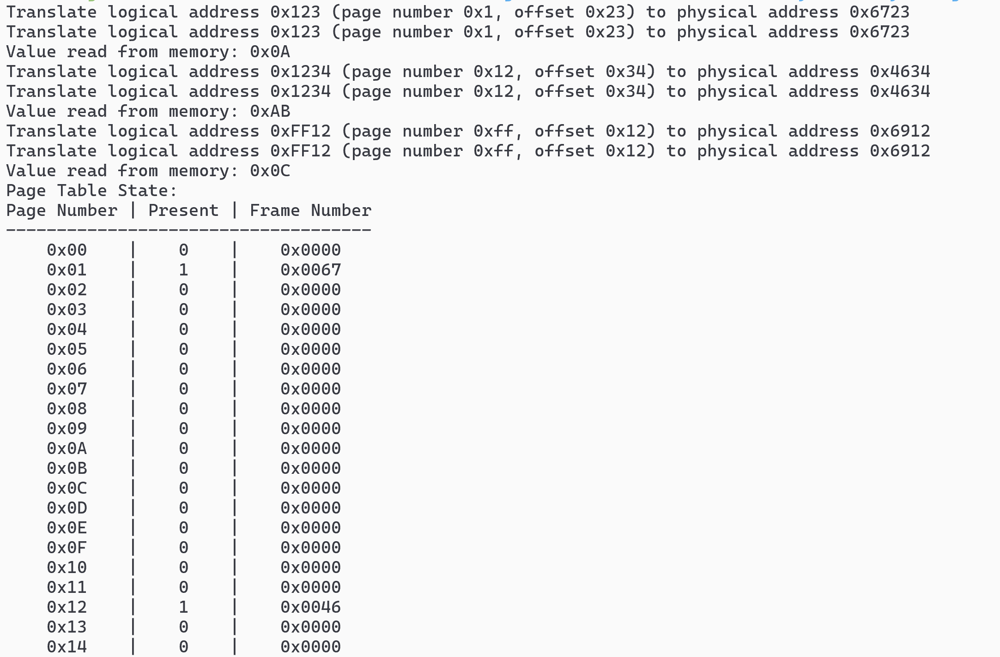 Translate logical address 0x123 (page number 0x1, offset 0x23) to physical address 0x6723
Translate logical address 0x123 (page number 0x1, offset 0x23) to physical address 0x6723
Value read from memory: 0x0A
Translate logical address 0x1234 (page number 0x12, offset 0x34) to physical address 0x4634
Translate logical address 0x1234 (page number 0x12, offset 0x34) to physical address 0x4634
Value read from memory: 0xAB
Translate logical address 0xFF12 (page number 0xff, offset 0x12) to physical address 0x6912
Translate logical address 0xFF12 (page number 0xff, offset 0x12) to physical address 0x6912
Value read from memory: 0x0C
Page Table State:
Page Number | Present | Frame Number
------------------------------------
    0x00    |    0    |    0x0000
    0x01    |    1    |    0x0067
    0x02    |    0    |    0x0000
    0x03    |    0    |    0x0000
    0x04    |    0    |    0x0000
    0x05    |    0    |    0x0000
    0x06    |    0    |    0x0000
    0x07    |    0    |    0x0000
    0x08    |    0    |    0x0000
    0x09    |    0    |    0x0000
    0x0A    |    0    |    0x0000
    0x0B    |    0    |    0x0000
    0x0C    |    0    |    0x0000
    0x0D    |    0    |    0x0000
    0x0E    |    0    |    0x0000
    0x0F    |    0    |    0x0000
    0x10    |    0    |    0x0000
    0x11    |    0    |    0x0000
    0x12    |    1    |    0x0046
    0x13    |    0    |    0x0000
    0x14    |    0    |    0x0000